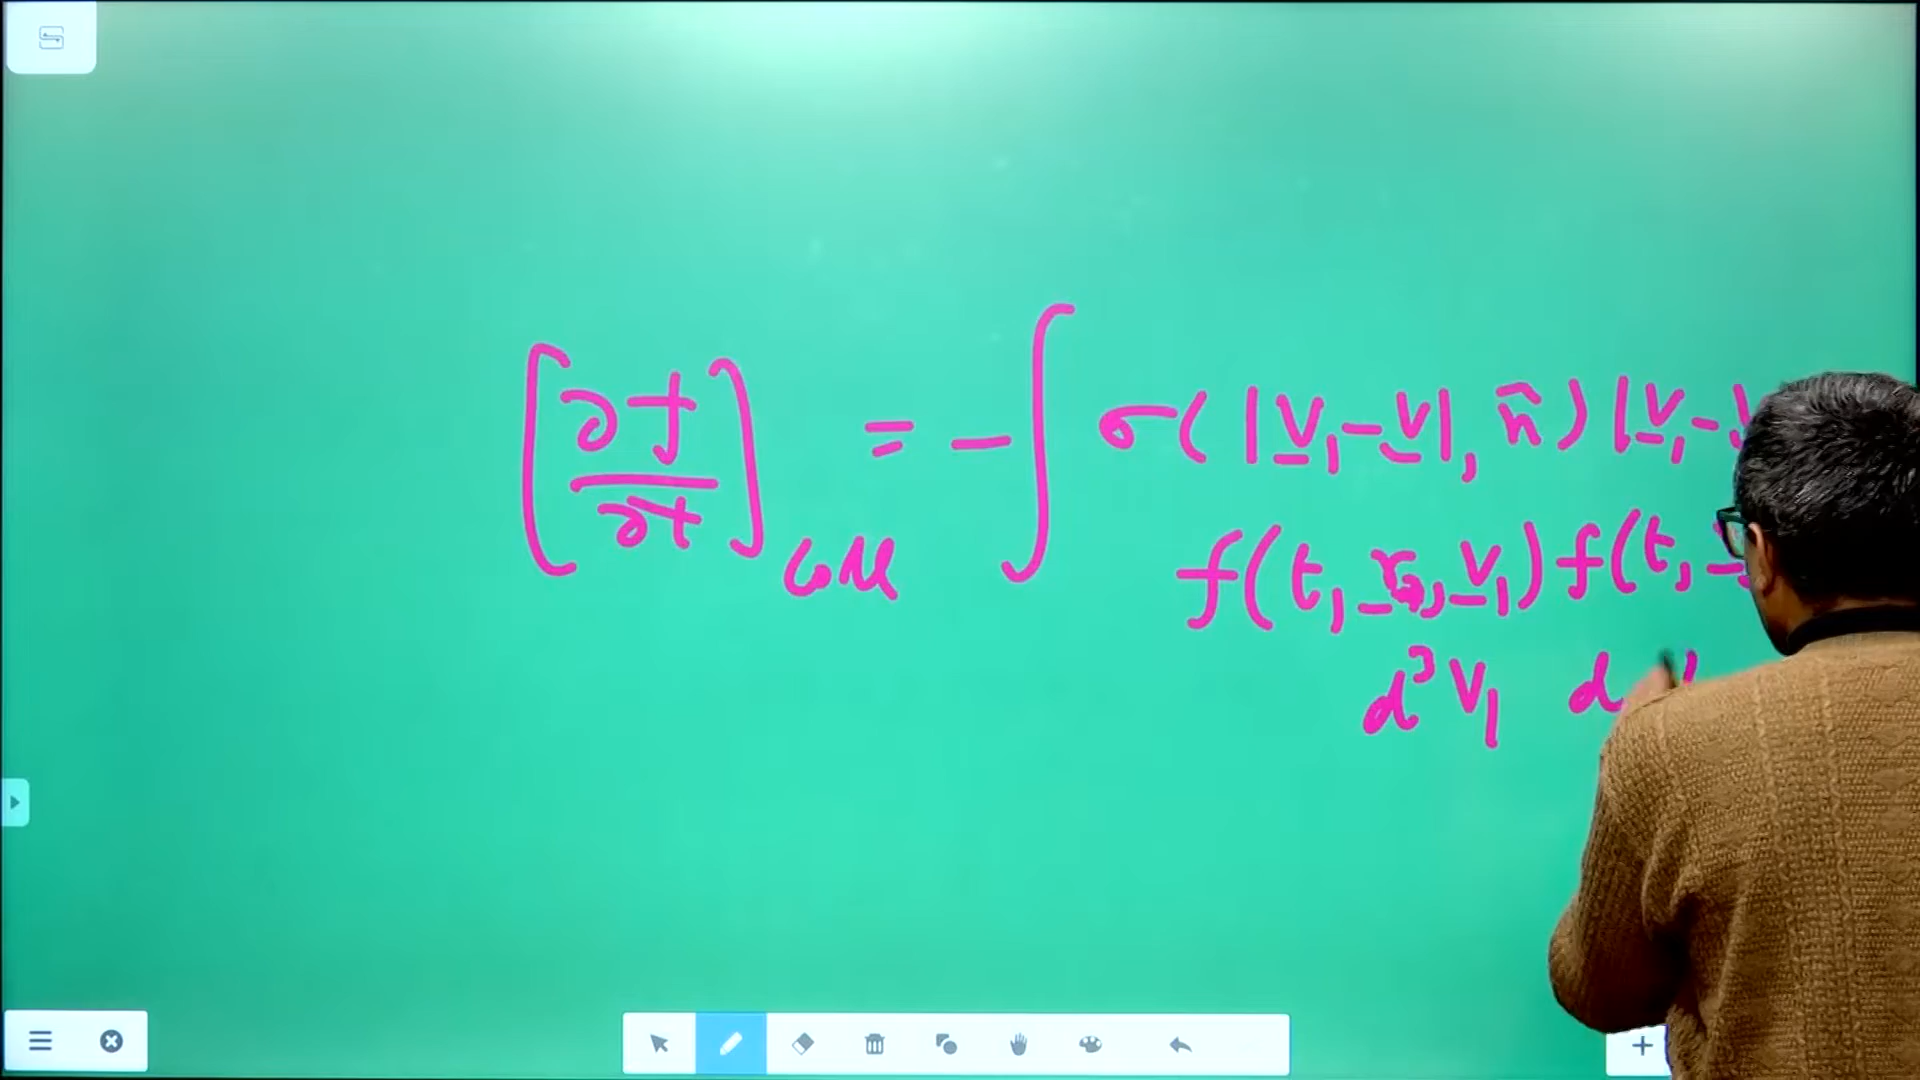 [∂f/∂t]coll = - ∫ σ(|v₁-v|, n̂)|v₁-
f(t, r, v₁) f(t,
d³v₁ d